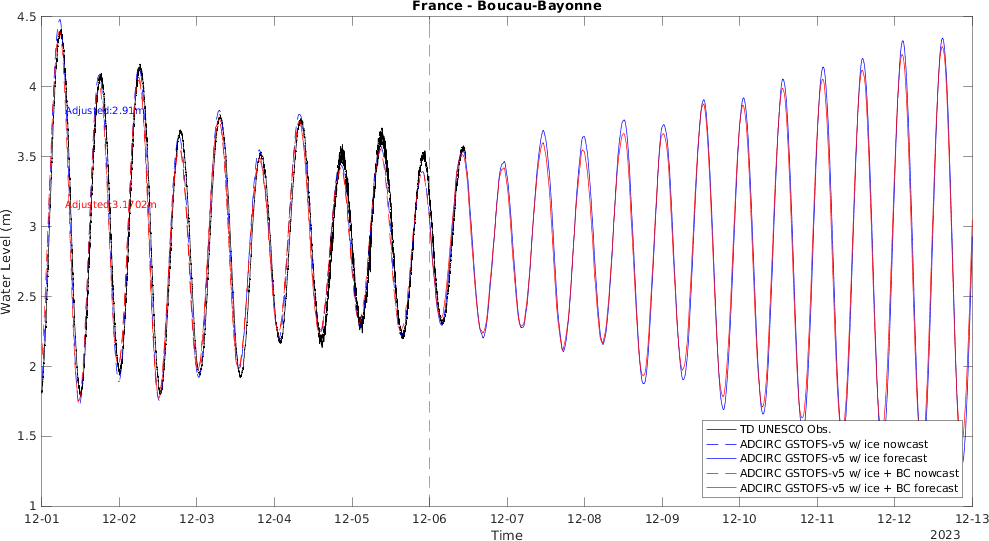 France - Boucau-Bayonne
4.5
4
3.5
3
2.5
2
1.5
1
Water Level (m)
Adjusted:2.91m
Adjusted:3.1702m
TD UNESCO Obs.
ADCIRC GSTOFS-v5 w/ ice nowcast
ADCIRC GSTOFS-v5 w/ ice forecast
ADCIRC GSTOFS-v5 w/ ice + BC nowcast
ADCIRC GSTOFS-v5 w/ ice + BC forecast
12-01 12-02 12-03 12-04 12-05 12-06 12-07 12-08 12-09 12-10 12-11 12-12 12-13
Time
2023